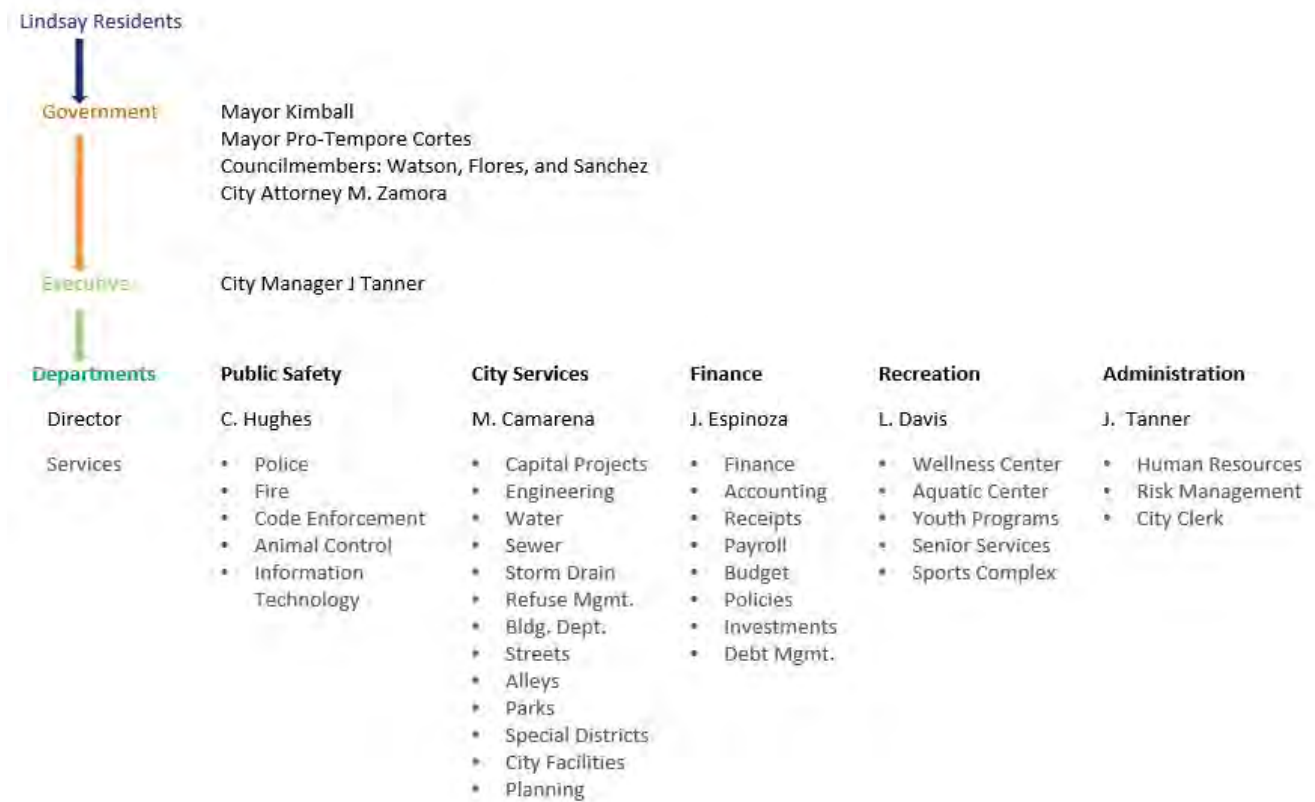 Lindsay Residents
Government
Mayor Kimball
Mayor Pro-Tempore Cortes
Councilmembers: Watson, Flores, and Sanchez
City Attorney M. Zamora
Executive
City Manager J Tanner
Departments Public Safety City Services Finance Recreation Administration
Director C. Hughes M. Camarena J. Espinoza L. Davis J. Tanner
Services • Police • Capital Projects • Finance • Wellness Center • Human Resources
• Fire • Engineering • Accounting • Aquatic Center • Risk Management
• Code Enforcement • Water • Receipts • Youth Programs • City Clerk
• Animal Control • Sewer • Payroll • Senior Services
• Information • Storm Drain • Budget • Sports Complex
Technology • Refuse Mgmt. • Policies
• Bldg. Dept. • Investments
• Streets • Debt Mgmt.
• Alleys
• Parks
• Special Districts
• City Facilities
• Planning